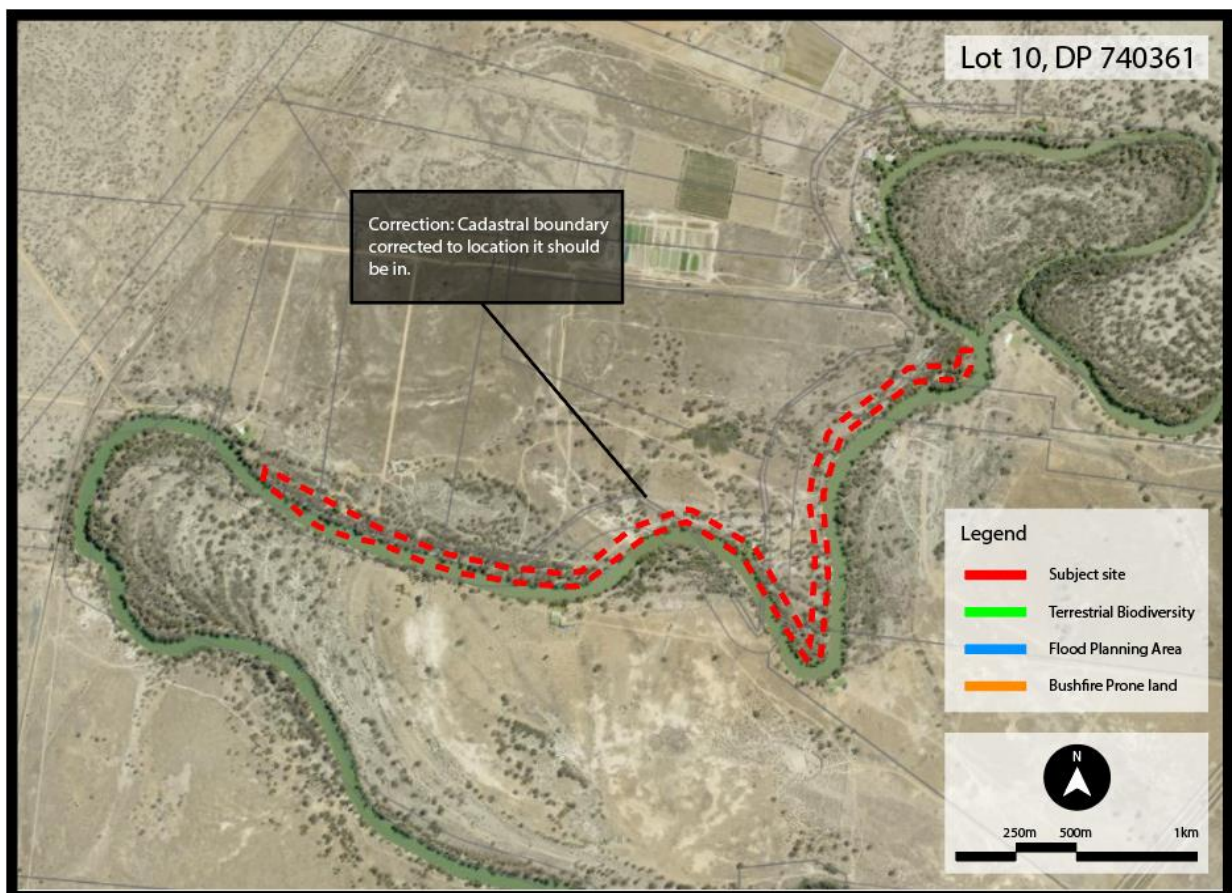 Lot 10, DP 740361
Correction: Cadastral boundary
corrected to location it should
be in.
Legend
Subject site
Terrestrial Biodiversity
Flood Planning Area
Bushfire Prone land
N
250m 500m 1km